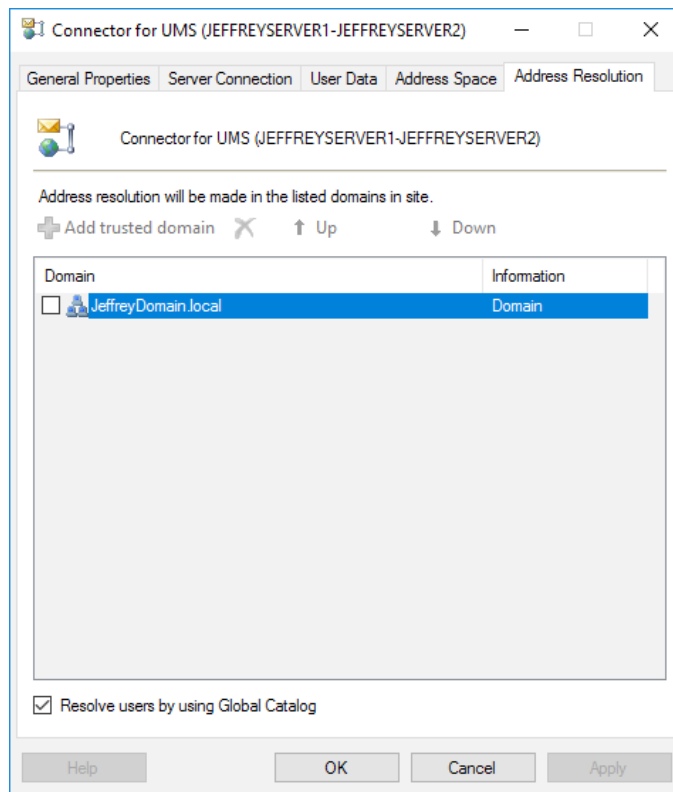 Connector for UMS (JEFFREYSERVER1-JEFFREYSERVER2)
General Properties Server Connection User Data Address Space Address Resolution
Connector for UMS (JEFFREYSERVER1-JEFFREYSERVER2)
Address resolution will be made in the listed domains in site.
Add trusted domain Up Down
Domain Information
JeffreyDomain.local Domain
Resolve users by using Global Catalog
Help OK Cancel Apply